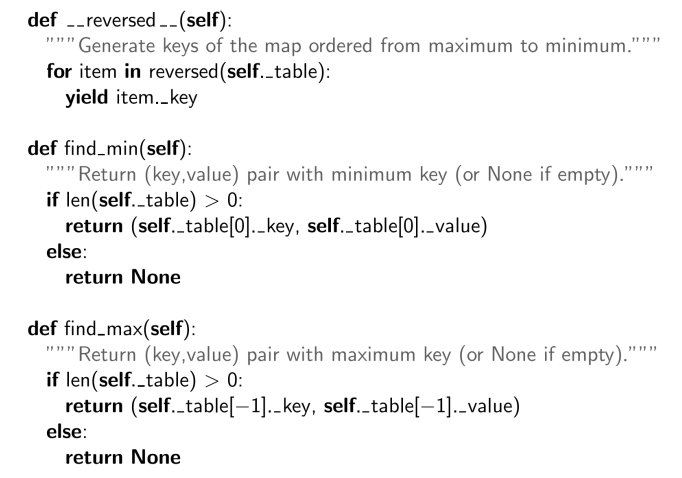 def __reversed__(self):
"""Generate keys of the map ordered from maximum to minimum."""
for item in reversed(self._table):
yield item._key
def find_min(self):
"""Return (key,value) pair with minimum key (or None if empty)."""
if len(self._table) > 0:
return (self._table[0]._key, self._table[0]._value)
else:
return None
def find_max(self):
"""Return (key,value) pair with maximum key (or None if empty)."""
if len(self._table) > 0:
return (self._table[−1]._key, self._table[−1]._value)
else:
return None